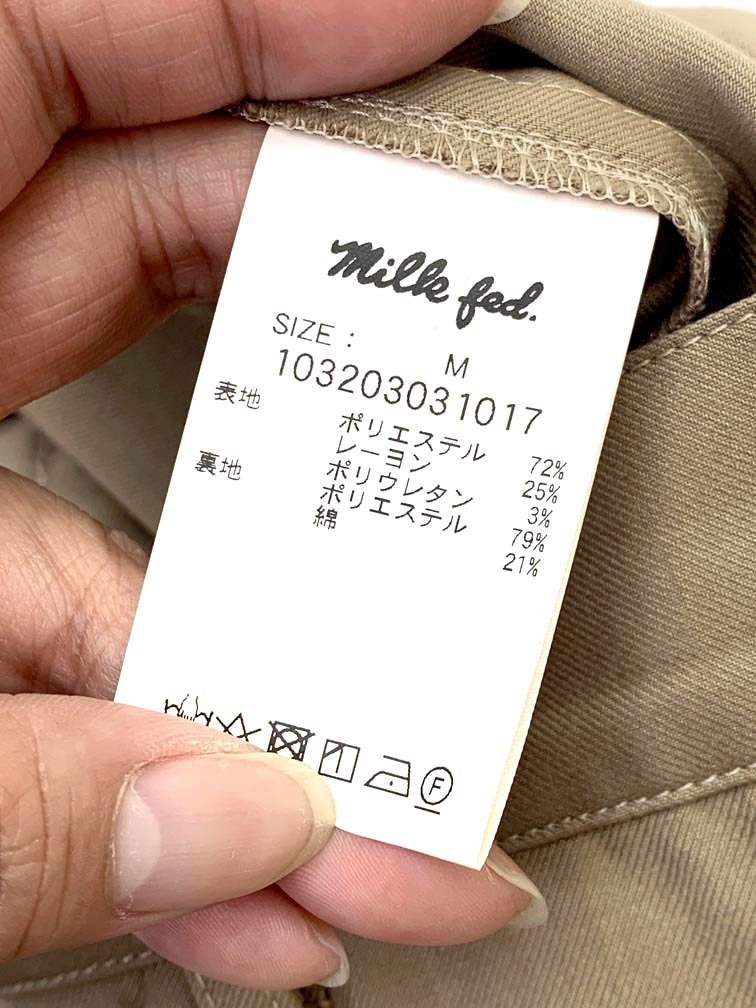 Milk fed.
SIZE : M
103203031017
表地 ポリエステル 72%
レーヨン 25%
ポリウレタン 3%
裏地 ポリエステル 79%
綿 21%
F